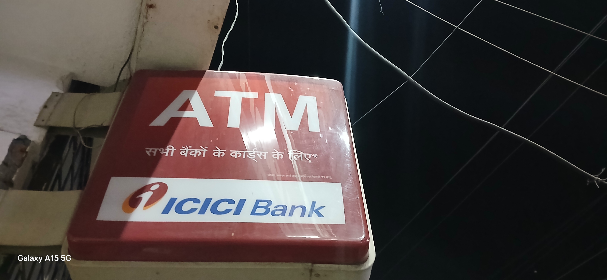 ATM
सभी बैंकों के कार्ड्स के लिए*
ICICI Bank
Galaxy A15 5G